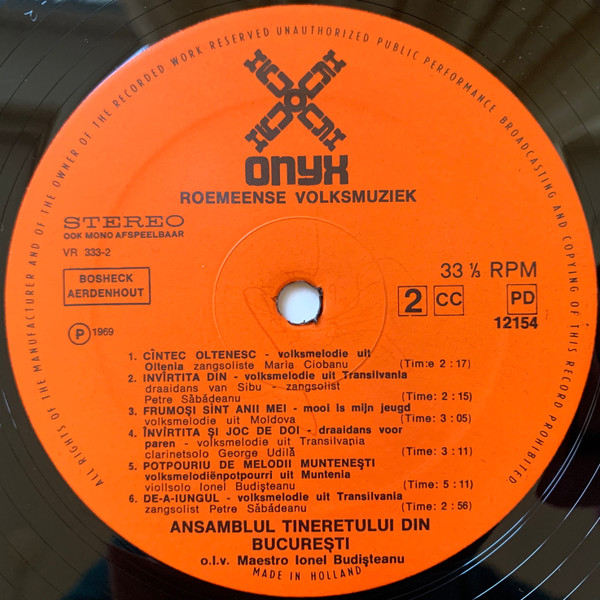 ALL RIGHTS OF THE MANUFACTURER AND OF THE OWNER OF THE RECORDED WORK RESERVED UNAUTHORIZED PUBLIC PERFORMANCE. BROADCASTING AND COPYING OF THIS RECORD PROHIBITED
onyx
ROEMEENSE VOLKSMUZIEK
STEREO
OOK MONO AFSPEELBAAR
VR 333-2
BOSHECK
AERDENHOUT
33 ⅓ RPM
2 CC PD
12154
℗ 1969
1. CÎNTEC OLTENESC - volksmelodie uit
Oltenia zangsoliste Maria Ciobanu (Time 2 : 17)
2. INVÎRTITA DIN - volksmelodie uit Transilvania
draaidans van Sibu - zangsolist
Petre Săbădeanu (Time: 2 : 15)
3. FRUMOŞI SÎNT ANII MEI - mooi is mijn jeugd
volksmelodie uit Moldova (Time: 3 : 05)
4. ÎNVÎRTITA ŞI JOC DE DOI - draaidans voor
paren - volksmelodie uit Transilvania
clarinetsolo George Udilă (Time: 3 : 11)
5. POTPOURIU DE MELODII MUNTENEŞTI
volksmelodiënpotpourri uit Muntenia
viollsolo Ionel Budişteanu (Time: 5 : 11)
6. DE-A-IUNGUL - volksmelodie uit Transilvania
zangsolist Petre Săbădeanu (Time: 2 : 56)
ANSAMBLUL TINERETULUI DIN
BUCUREŞTI
o.l.v. Maestro Ionel Budişteanu
MADE IN HOLLAND